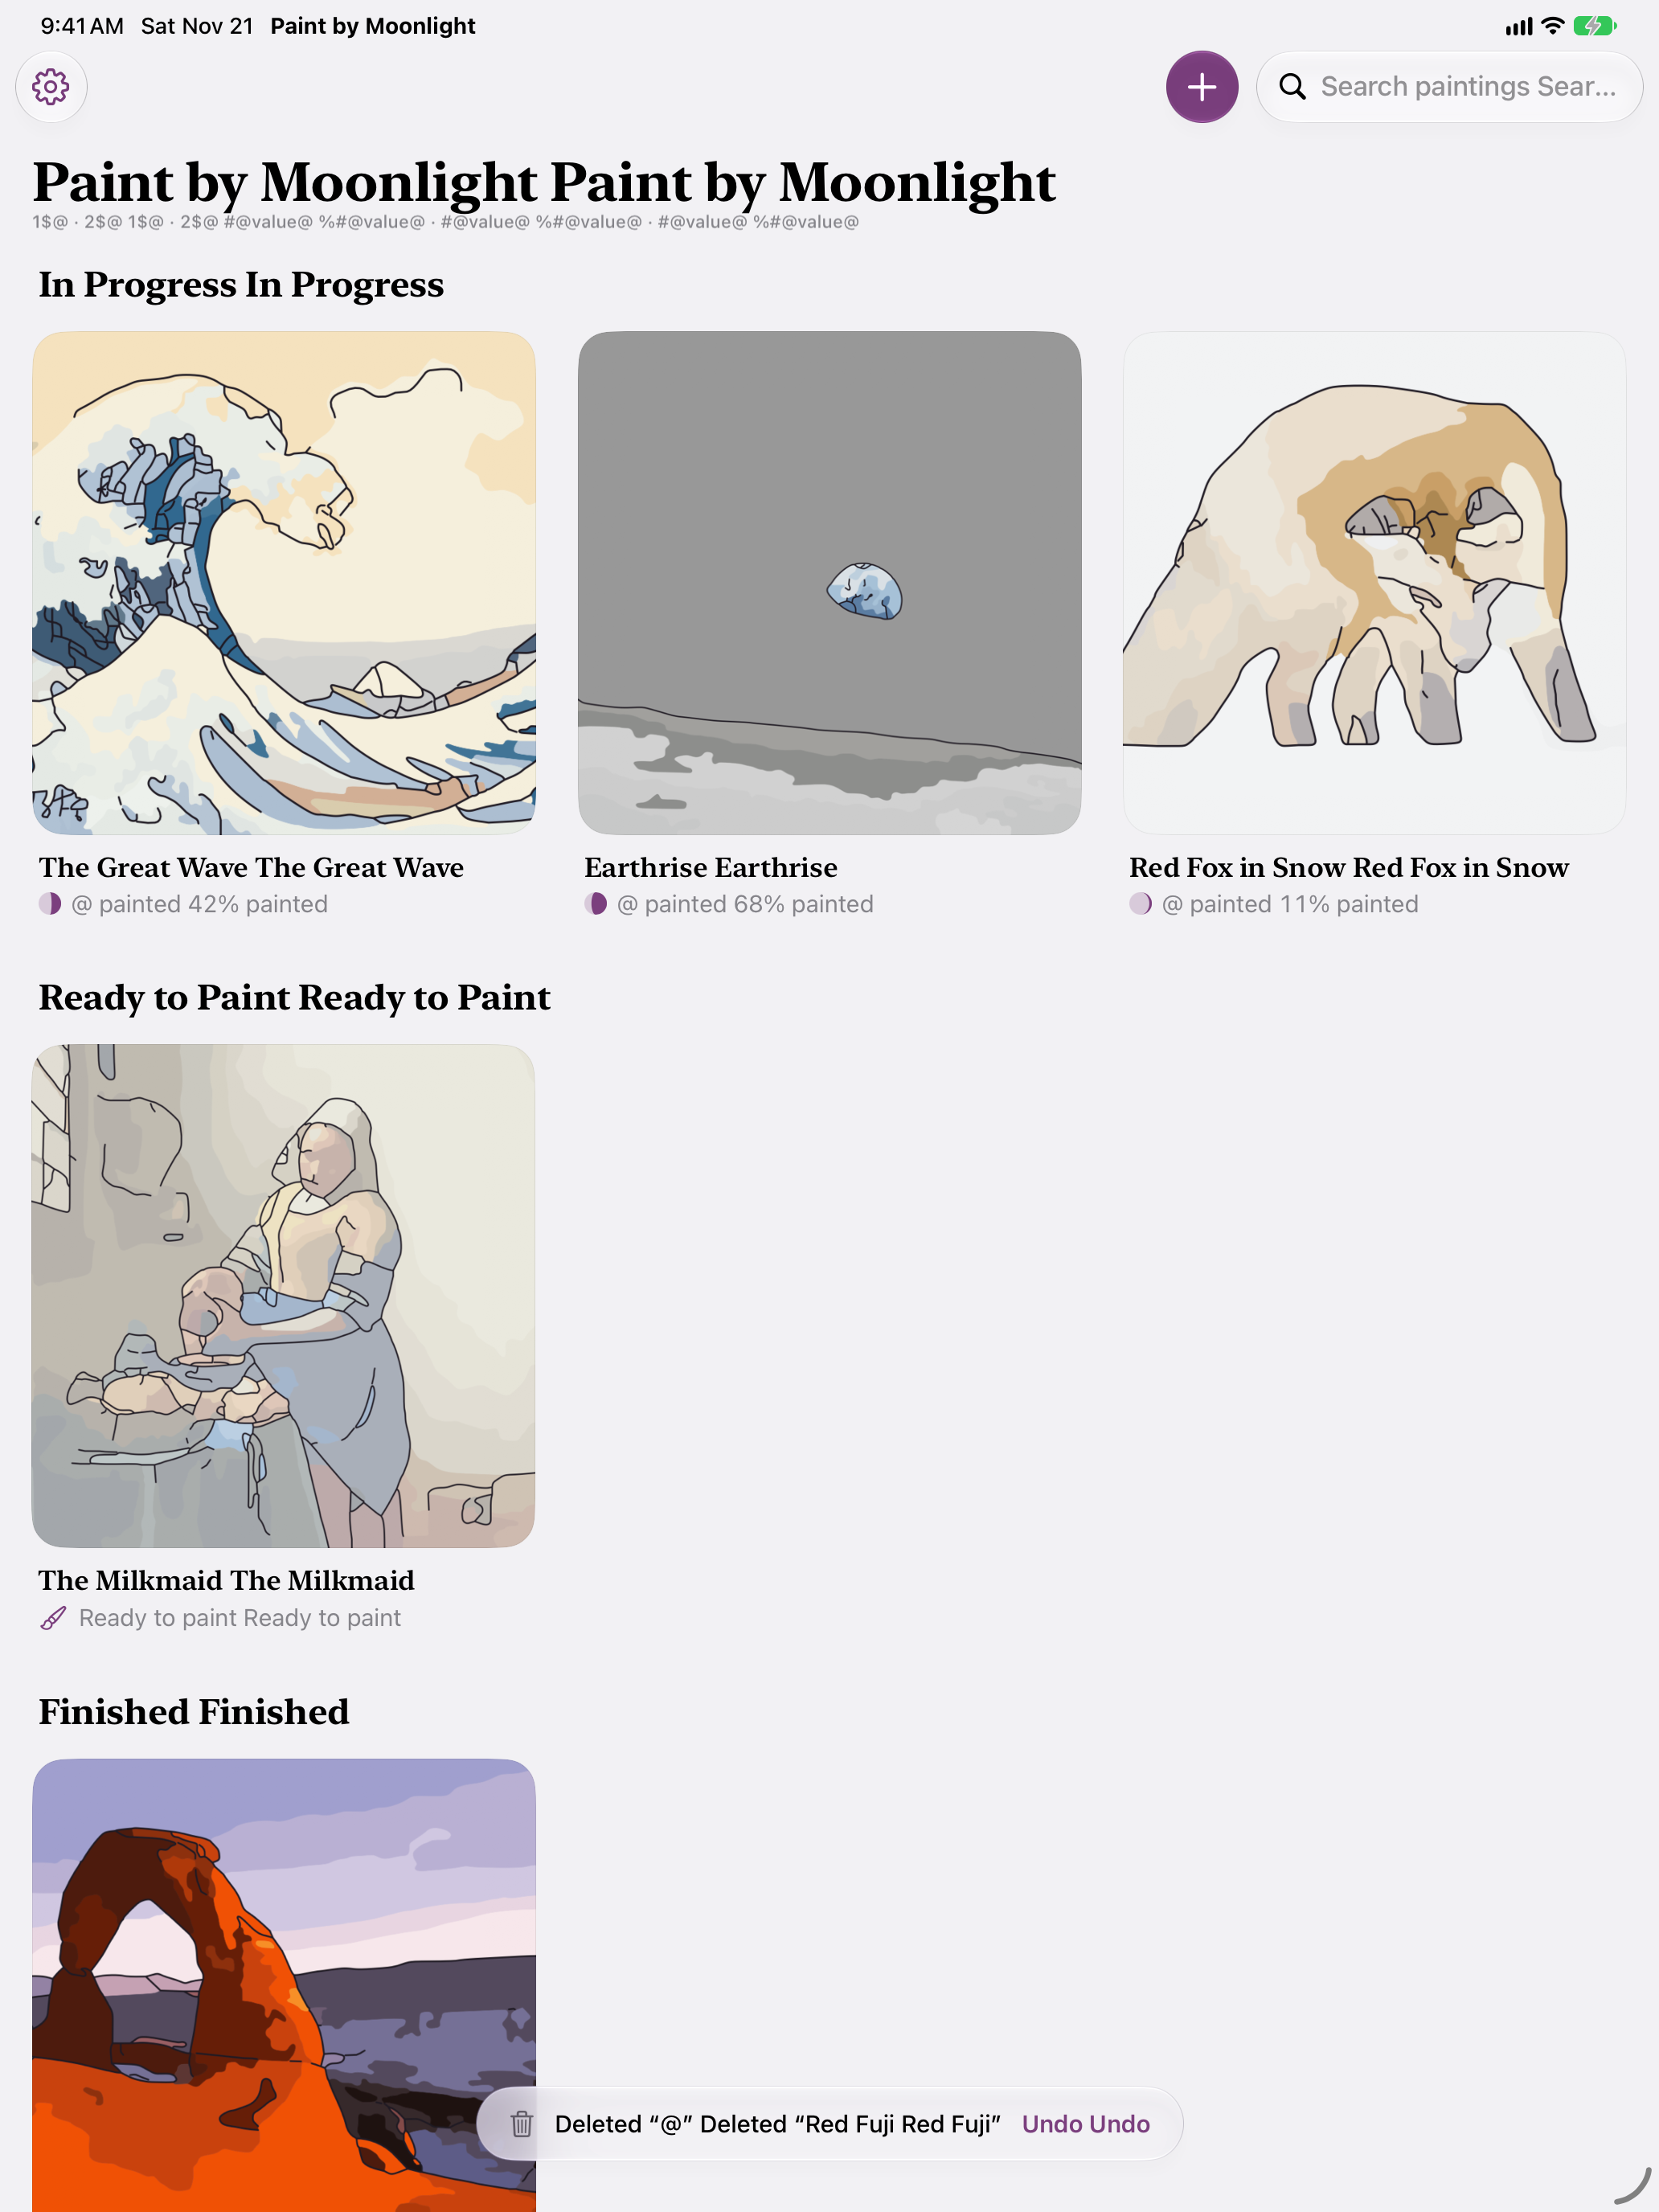 9:41 AM Sat Nov 21 Paint by Moonlight
Search paintings Sear...
Paint by Moonlight Paint by Moonlight
1$@ · 2$@ 1$@ · 2$@ #@value@ %#@value@ · #@value@ %#@value@ · #@value@ %#@value@
In Progress In Progress
The Great Wave The Great Wave
@ painted 42% painted
Earthrise Earthrise
@ painted 68% painted
Red Fox in Snow Red Fox in Snow
@ painted 11% painted
Ready to Paint Ready to Paint
The Milkmaid The Milkmaid
Ready to paint Ready to paint
Finished Finished
Deleted “@” Deleted “Red Fuji Red Fuji” Undo Undo